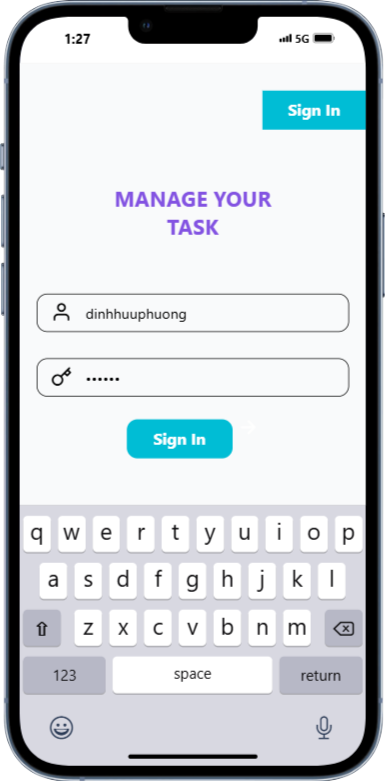 1:27 5G
Sign In
MANAGE YOUR
TASK
dinhhuuphuong
••••••
Sign In
q w e r t y u i o p
a s d f g h j k l
z x c v b n m
123 space return